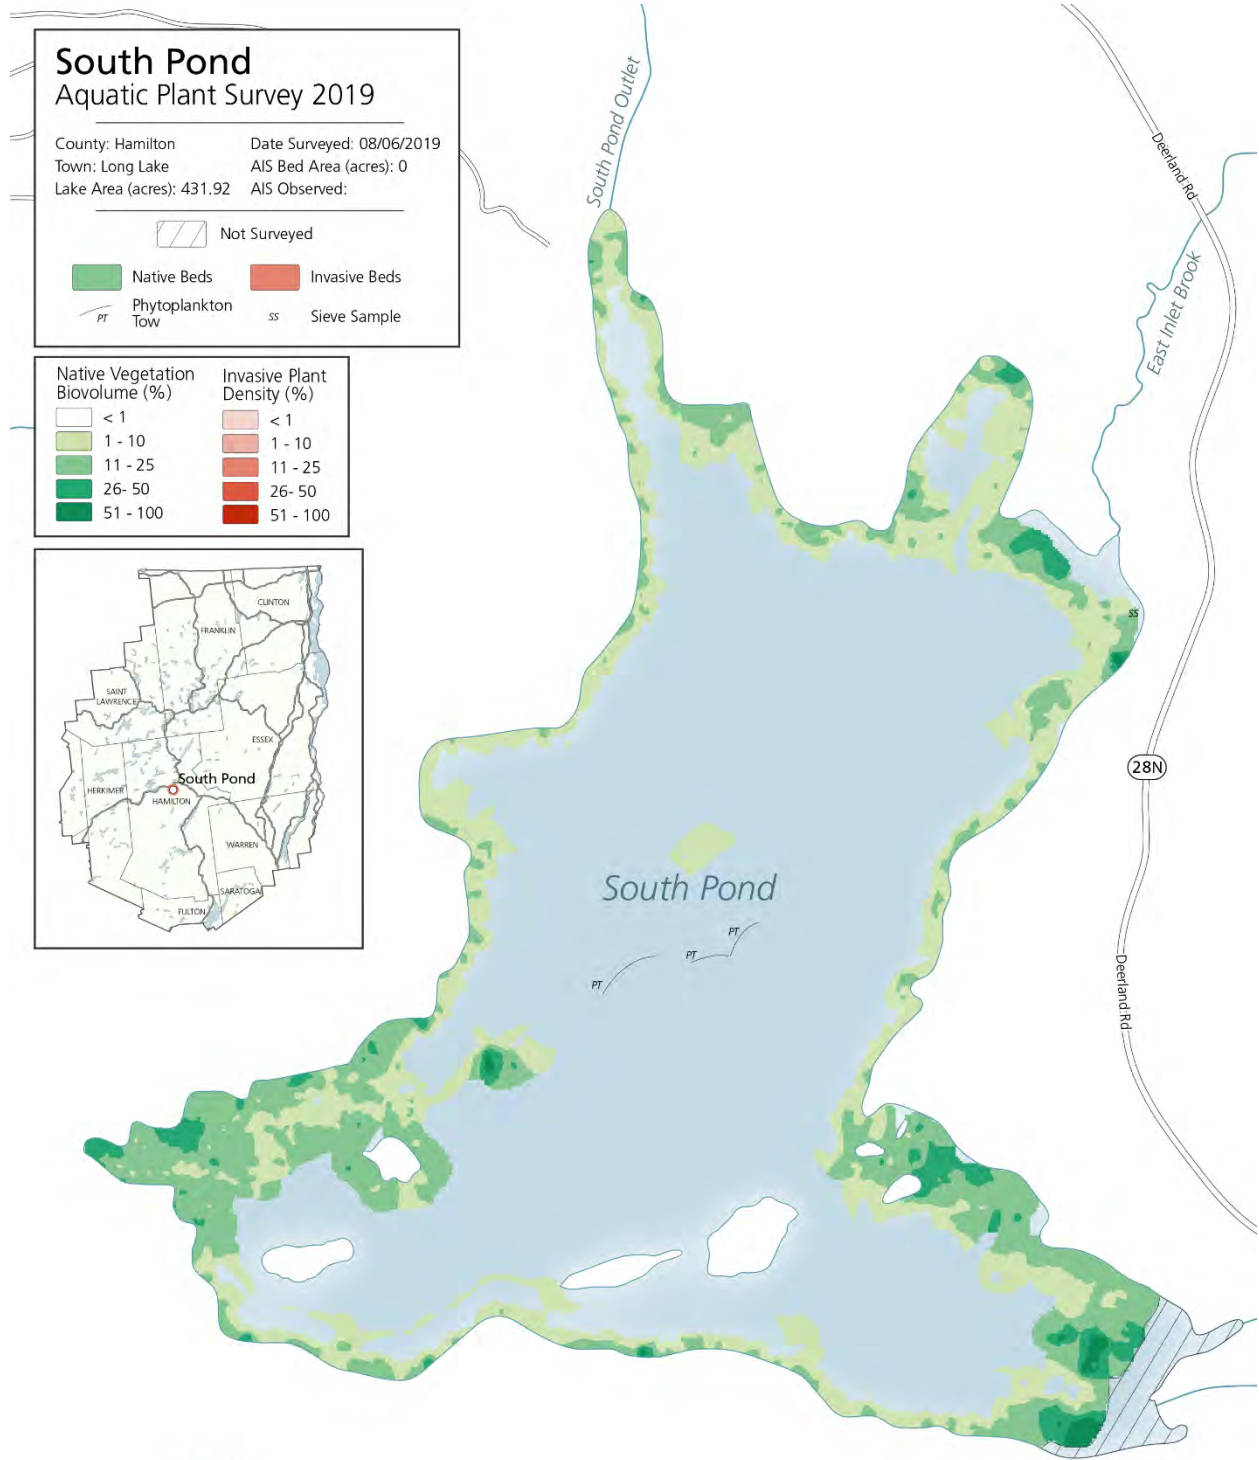 South Pond
Aquatic Plant Survey 2019
County: Hamilton
Date Surveyed: 08/06/2019
Town: Long Lake
AIS Bed Area (acres): 0
Lake Area (acres): 431.92
AIS Observed:
Not Surveyed
Native Beds
Invasive Beds
PT
Phytoplankton
Tow
SS
Sieve Sample
Native Vegetation
Biovolume (%)
< 1
1 - 10
11 - 25
26- 50
51 - 100
Invasive Plant
Density (%)
< 1
1 - 10
11 - 25
26- 50
51 - 100
CLINTON
FRANKLIN
SAINT
LAWRENCE
ESSEX
South Pond
HERKIMER
HAMILTON
WARREN
SARATOGA
FULTON
South Pond Outlet
Deerland Rd
East Inlet Brook
SS
28N
South Pond
PT
PT
PT
Deerland Rd